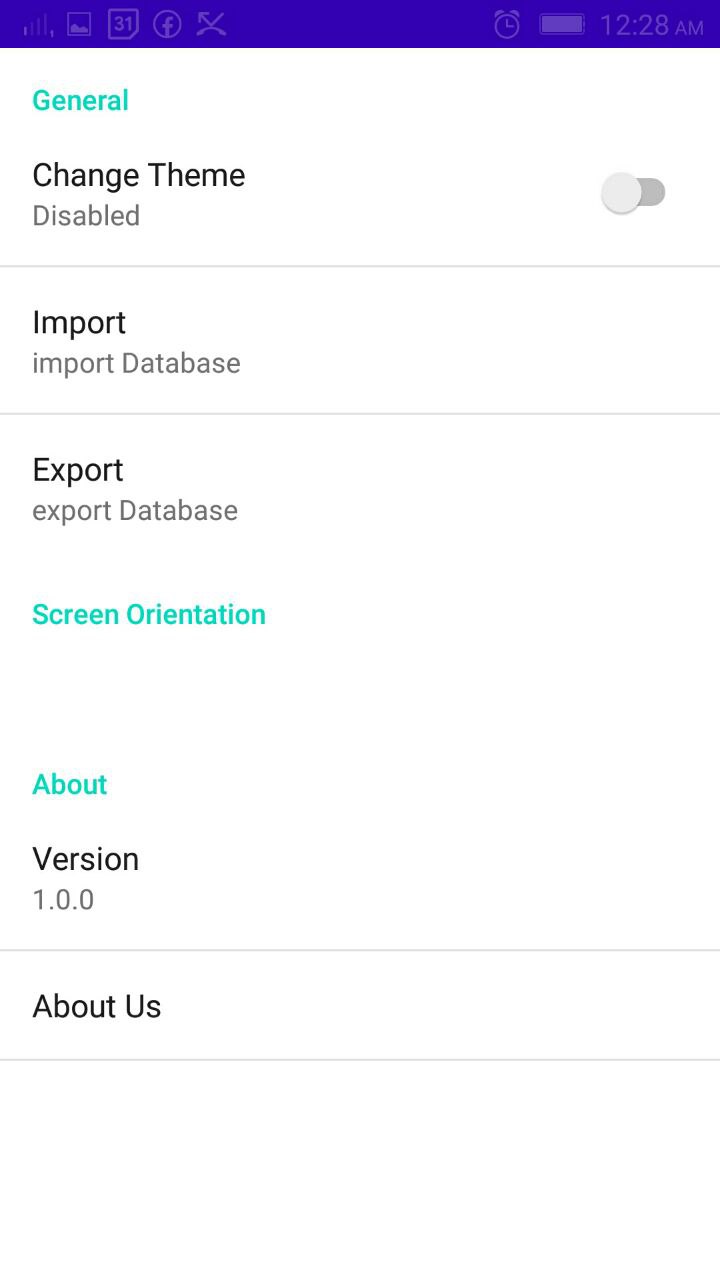 31
12:28 AM
General
Change Theme
Disabled
Import
import Database
Export
export Database
Screen Orientation
About
Version
1.0.0
About Us